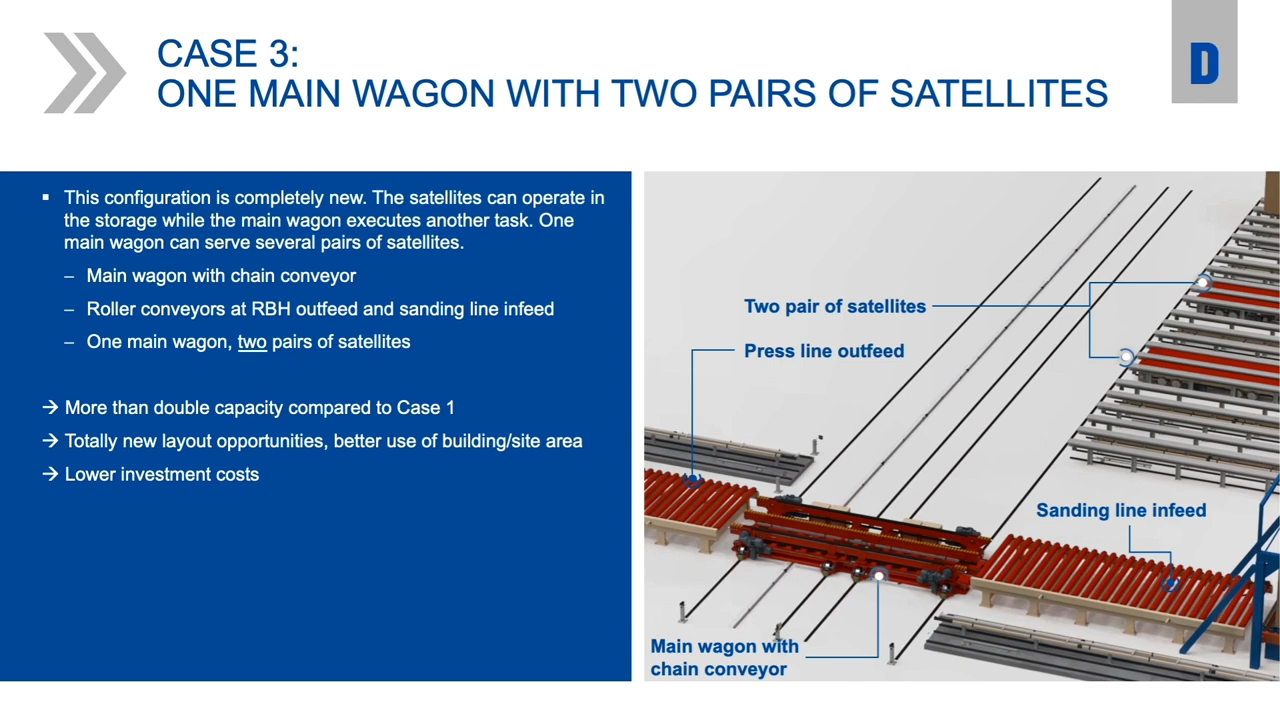 CASE 3:
ONE MAIN WAGON WITH TWO PAIRS OF SATELLITES
D
▪ This configuration is completely new. The satellites can operate in
the storage while the main wagon executes another task. One
main wagon can serve several pairs of satellites.
– Main wagon with chain conveyor
– Roller conveyors at RBH outfeed and sanding line infeed
– One main wagon, two pairs of satellites
→ More than double capacity compared to Case 1
→ Totally new layout opportunities, better use of building/site area
→ Lower investment costs
Two pair of satellites
Press line outfeed
Sanding line infeed
Main wagon with
chain conveyor